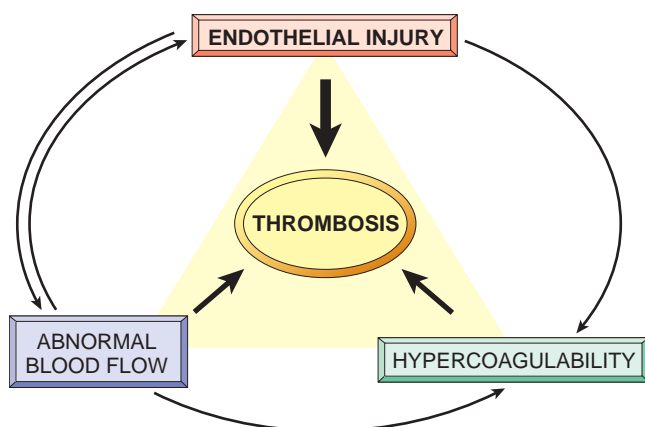 ENDOTHELIAL INJURY
THROMBOSIS
ABNORMAL
BLOOD FLOW
HYPERCOAGULABILITY